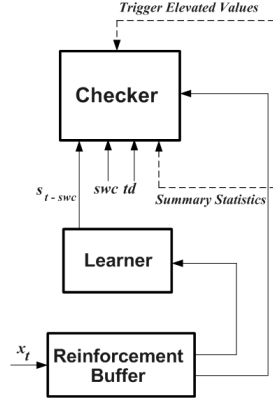 Trigger Elevated Values
Checker
s t - swc
swc td
Summary Statistics
Learner
x t
Reinforcement
Buffer